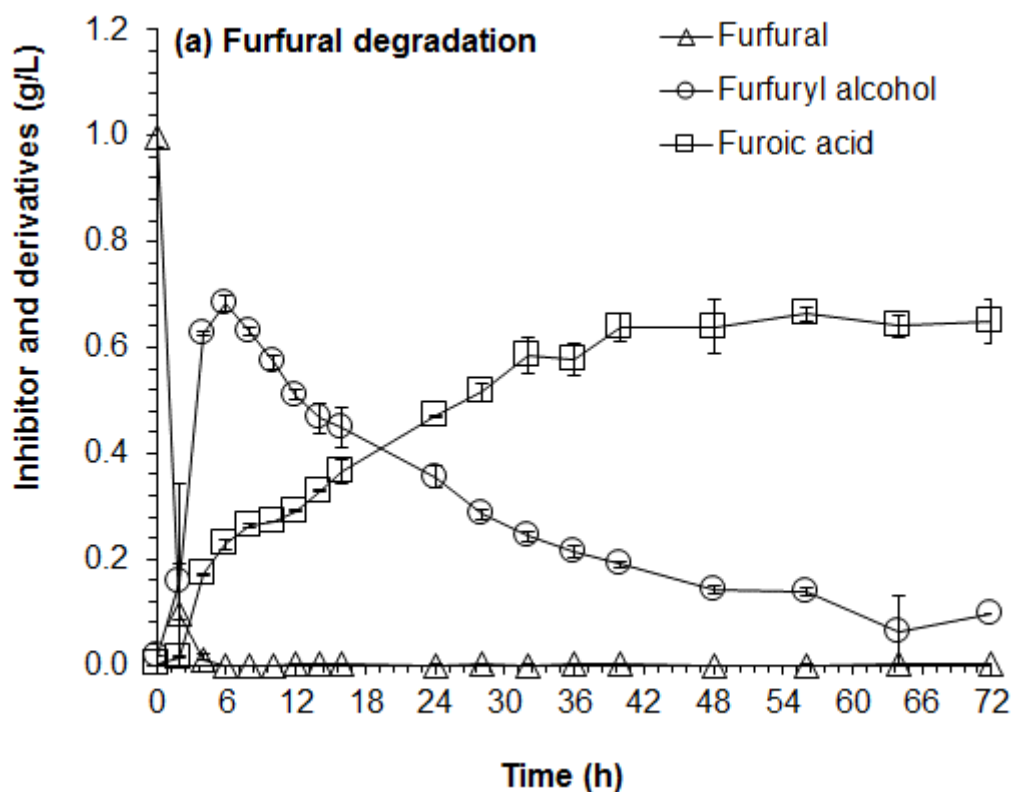 (a) Furfural degradation
Furfural
Furfuryl alcohol
Furoic acid
Inhibitor and derivatives (g/L)
1.2
1.0
0.8
0.6
0.4
0.2
0.0
0 6 12 18 24 30 36 42 48 54 60 66 72
Time (h)